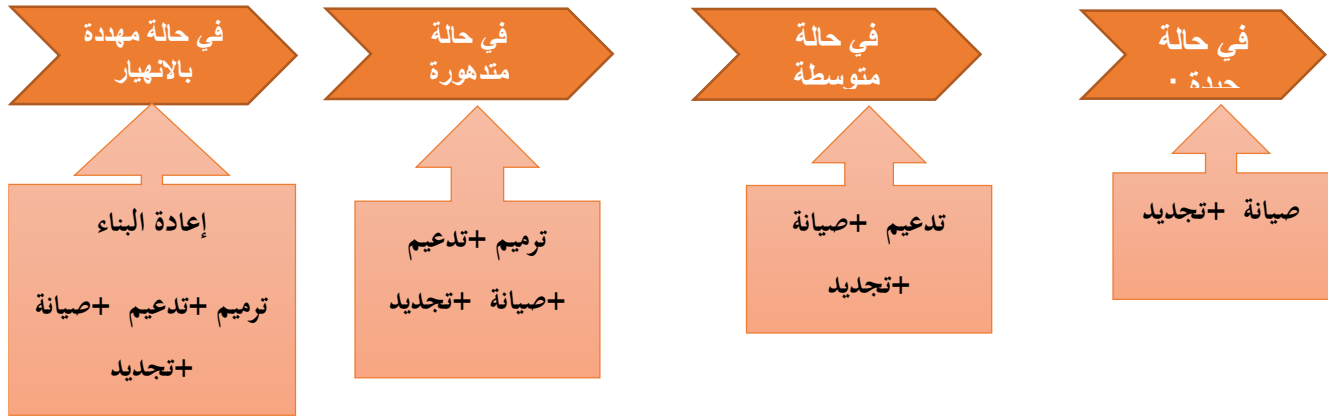 في حالة
جيدة :
في حالة
متوسطة
في حالة
متدهورة
في حالة مهددة
بالانهيار
صيانة +تجديد
تدعيم +صيانة
+تجديد
ترميم +تدعيم
+صيانة +تجديد
إعادة البناء
ترميم +تدعيم +صيانة
+تجديد